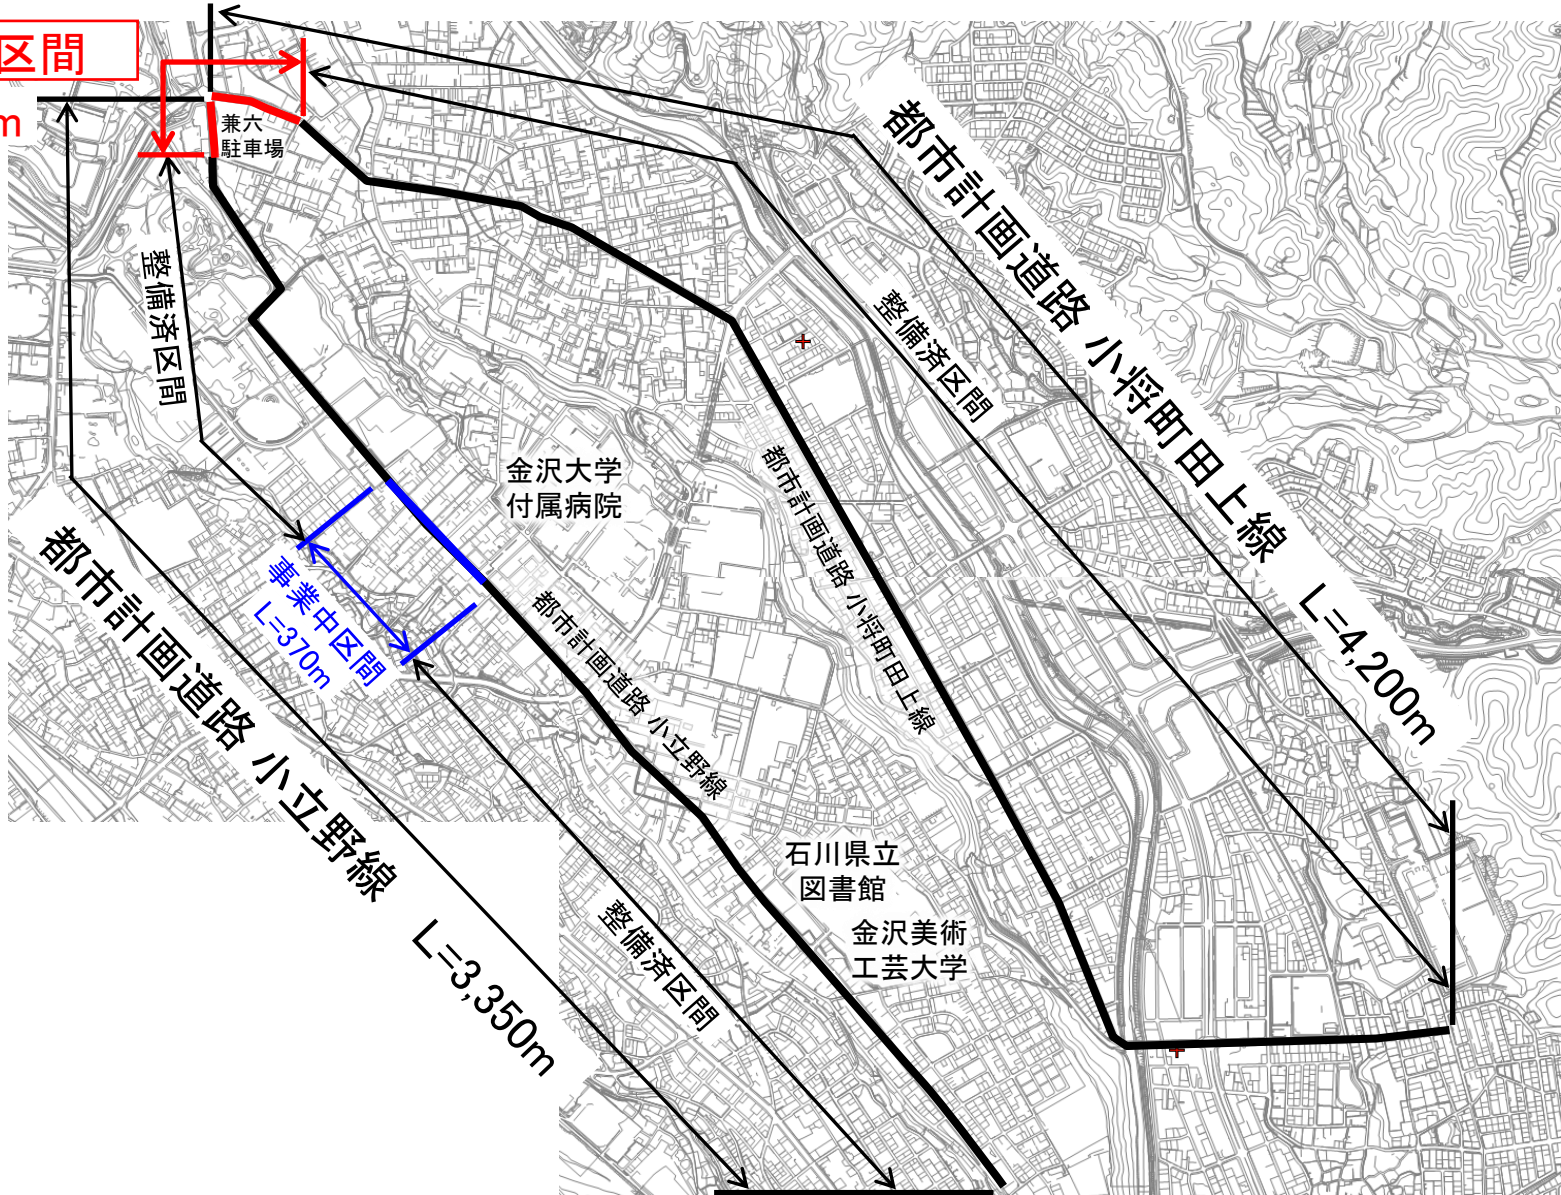 区間
m
兼六
駐車場
都市計画道路 小将町田上線 L=4,200m
整備済区間
整備済区間
金沢大学
付属病院
都市計画道路 小将町田上線
事業中区間
L=370m
都市計画道路 小立野線
都市計画道路 小立野線 L=3,350m
石川県立
図書館
金沢美術
工芸大学
整備済区間